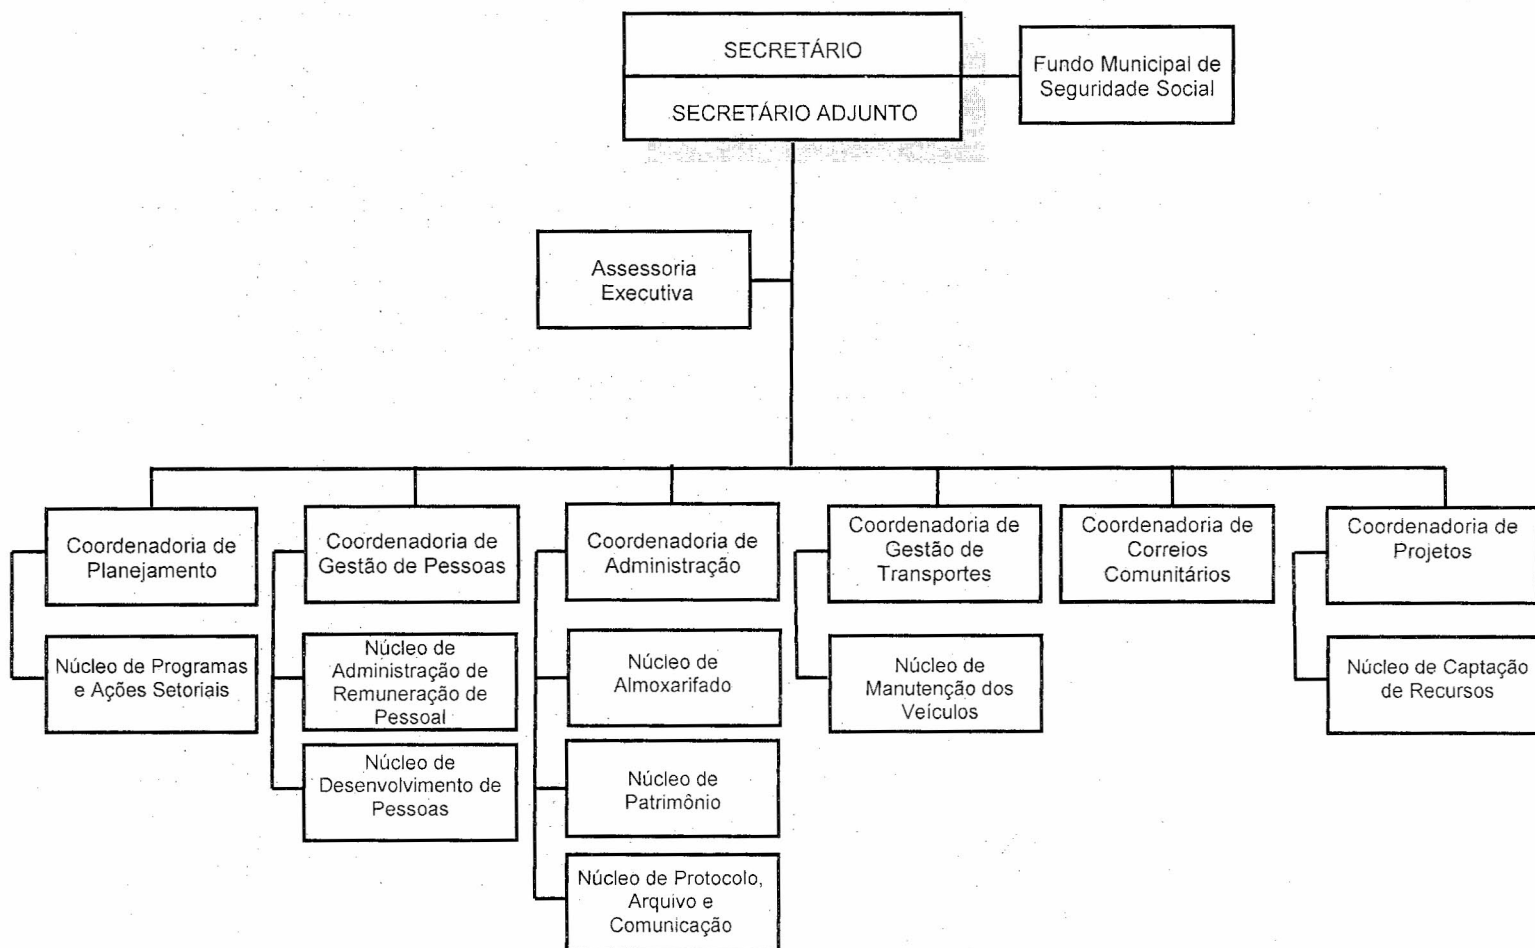 SECRETÁRIO
SECRETÁRIO ADJUNTO
Fundo Municipal de
Seguridade Social
Assessoria
Executiva
Coordenadoria de
Planejamento
Coordenadoria de
Gestão de Pessoas
Coordenadoria de
Administração
Coordenadoria de
Gestão de
Transportes
Coordenadoria de
Correios
Comunitários
Coordenadoria de
Projetos
Núcleo de Programas
e Ações Setoriais
Núcleo de
Administração de
Remuneração de
Pessoal
Núcleo de
Almoxarifado
Núcleo de
Manutenção dos
Veículos
Núcleo de Captação
de Recursos
Núcleo de
Desenvolvimento de
Pessoas
Núcleo de
Patrimônio
Núcleo de Protocolo,
Arquivo e
Comunicação